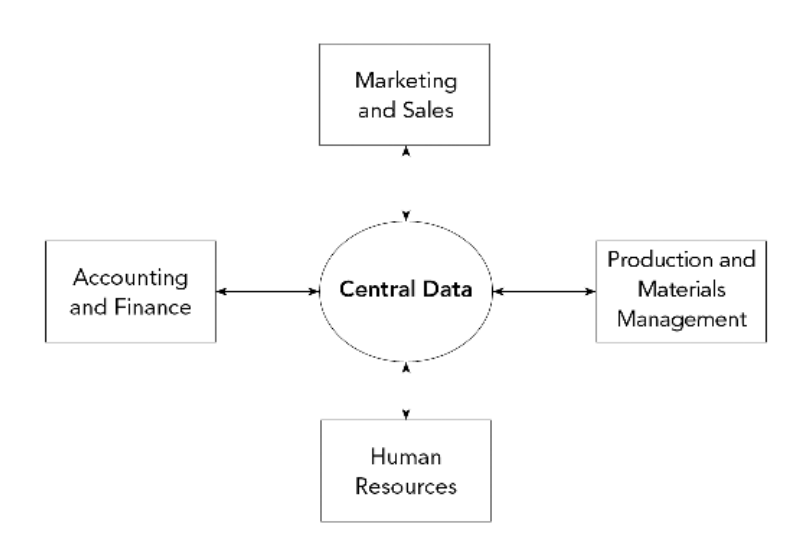 Marketing
and Sales
Accounting
and Finance
Central Data
Production and
Materials
Management
Human
Resources